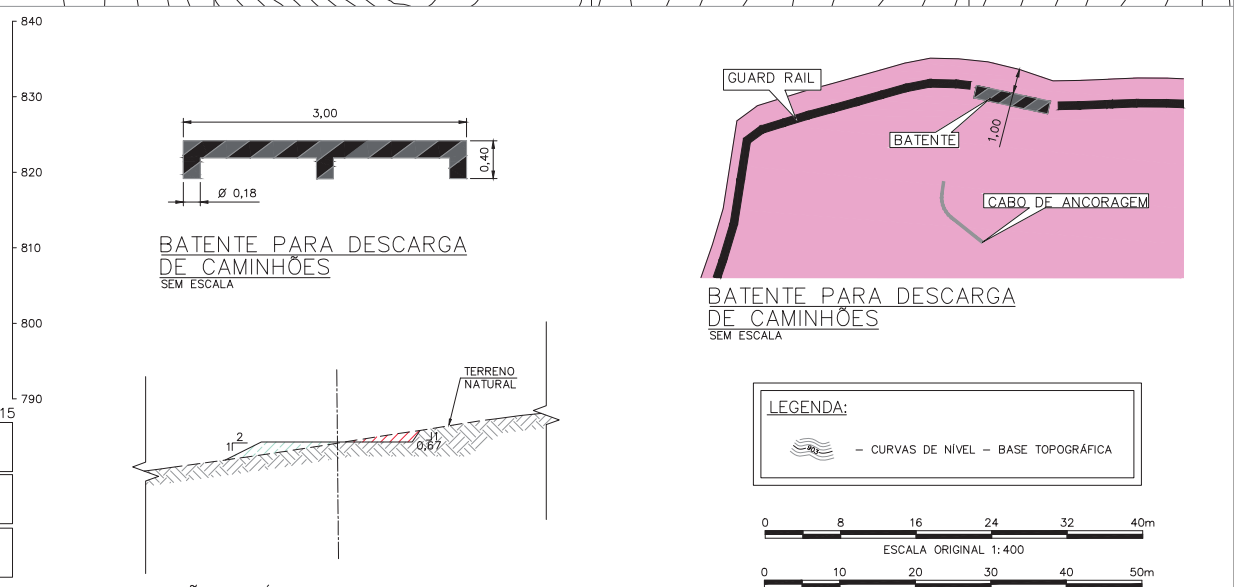 840
830
820
810
800
790
15
3,00
0,40
Ø 0,18
BATENTE PARA DESCARGA
DE CAMINHÕES
SEM ESCALA
GUARD RAIL
BATENTE
1,00
CABO DE ANCORAGEM
BATENTE PARA DESCARGA
DE CAMINHÕES
SEM ESCALA
TERRENO
NATURAL
2
1
1
0,67
LEGENDA:
903
– CURVAS DE NÍVEL – BASE TOPOGRÁFICA
0 8 16 24 32 40m
ESCALA ORIGINAL 1:400
0 10 20 30 40 50m